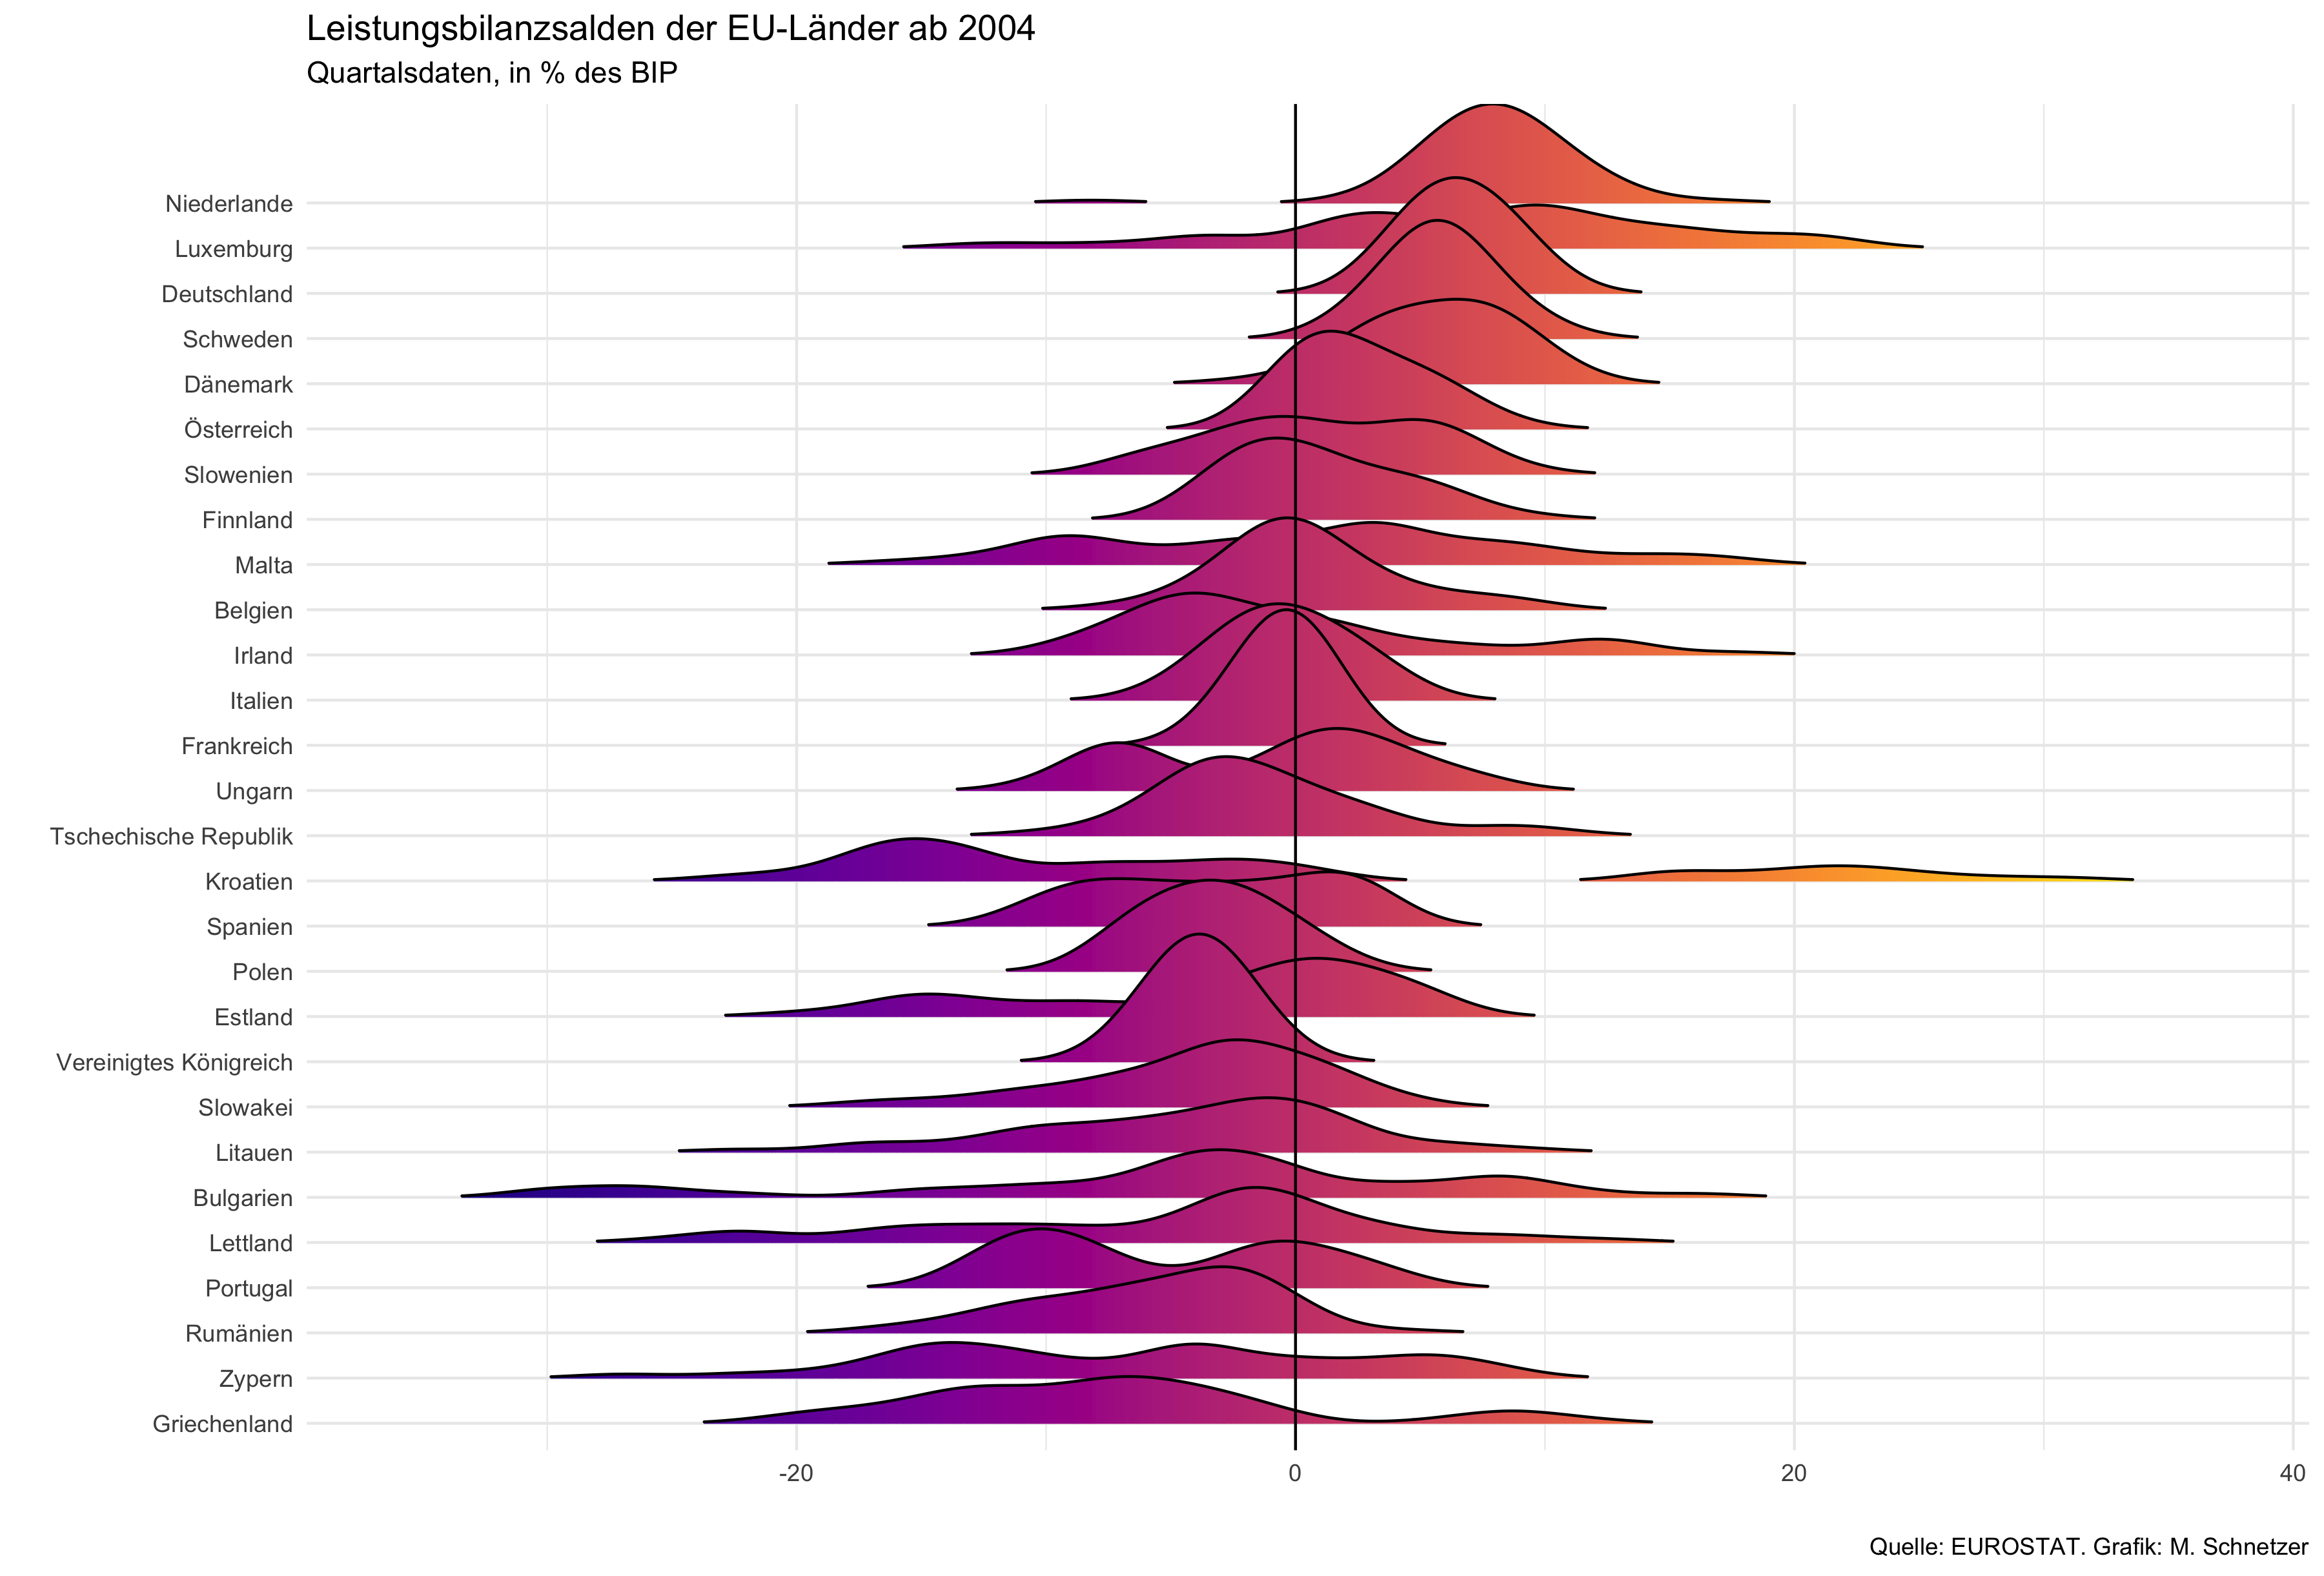 Leistungsbilanzsalden der EU-Länder ab 2004
Quartalsdaten, in % des BIP
Niederlande
Luxemburg
Deutschland
Schweden
Dänemark
Österreich
Slowenien
Finnland
Malta
Belgien
Irland
Italien
Frankreich
Ungarn
Tschechische Republik
Kroatien
Spanien
Polen
Estland
Vereinigtes Königreich
Slowakei
Litauen
Bulgarien
Lettland
Portugal
Rumänien
Zypern
Griechenland
-20 0 20 40
Quelle: EUROSTAT. Grafik: M. Schnetzer